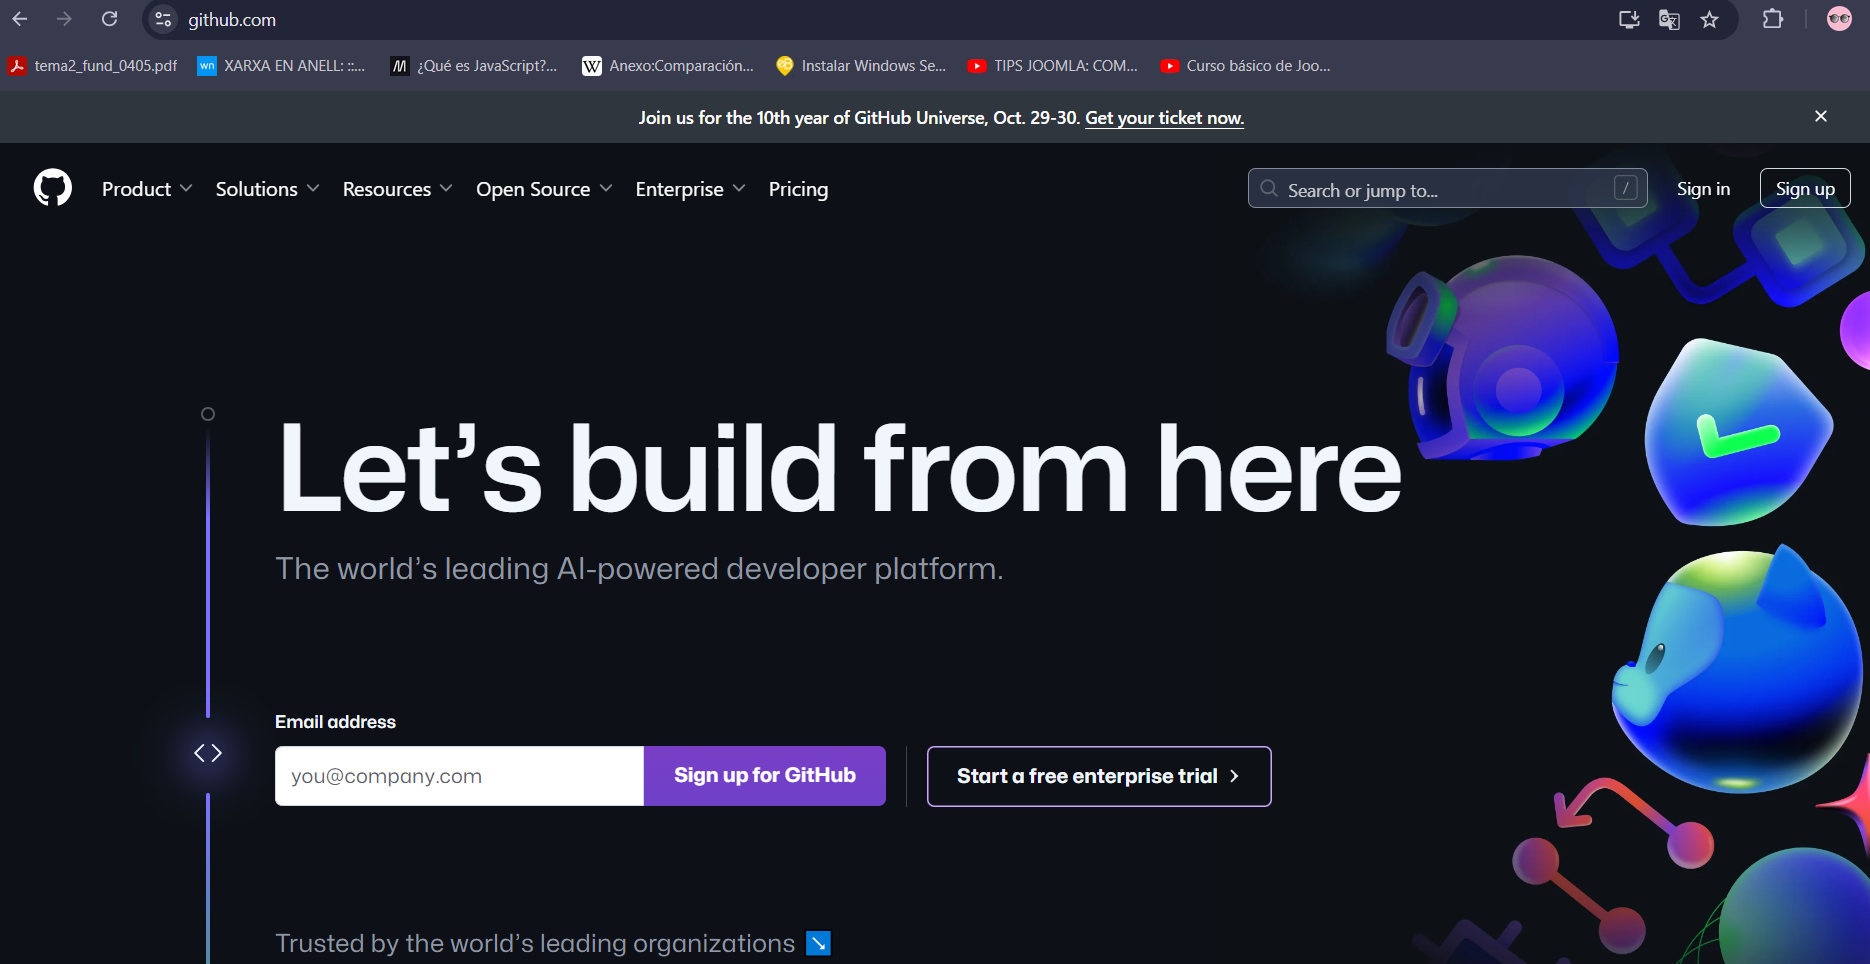 github.com
tema2_fund_0405.pdf
wn XARXA EN ANELL: ::...
¿Qué es JavaScript?...
W Anexo:Comparación...
Instalar Windows Se...
TIPS JOOMLA: COM...
Curso básico de Joo...
Join us for the 10th year of GitHub Universe, Oct. 29-30. Get your ticket now.
Product
Solutions
Resources
Open Source
Enterprise
Pricing
Search or jump to... /
Sign in
Sign up
Let’s build from here
The world’s leading AI-powered developer platform.
Email address
you@company.com
Sign up for GitHub
Start a free enterprise trial
Trusted by the world’s leading organizations ↘